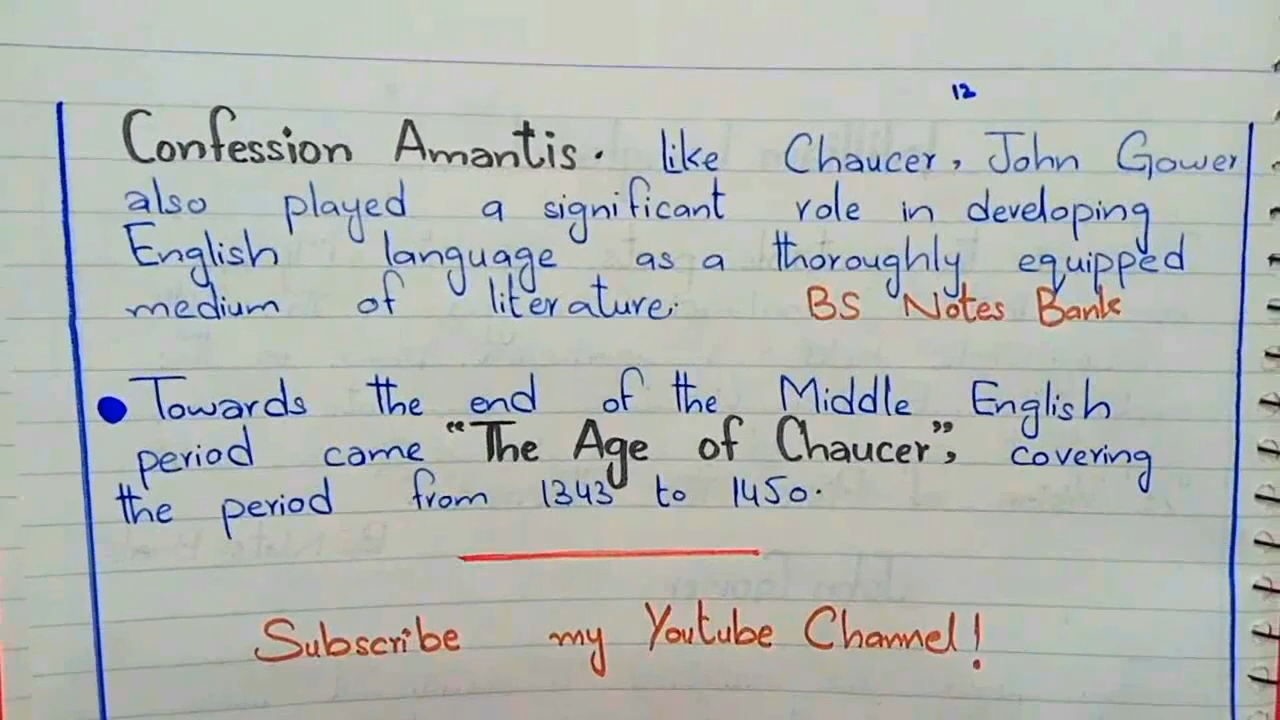 12
Confession Amantis. like Chaucer, John Gower
also played a significant role in developing
English language as a thoroughly equipped
medium of literature. BS Notes Bank
• Towards the end of the Middle English
period came "The Age of Chaucer", covering
the period from 1343 to 1450.
Subscribe my Youtube Channel!